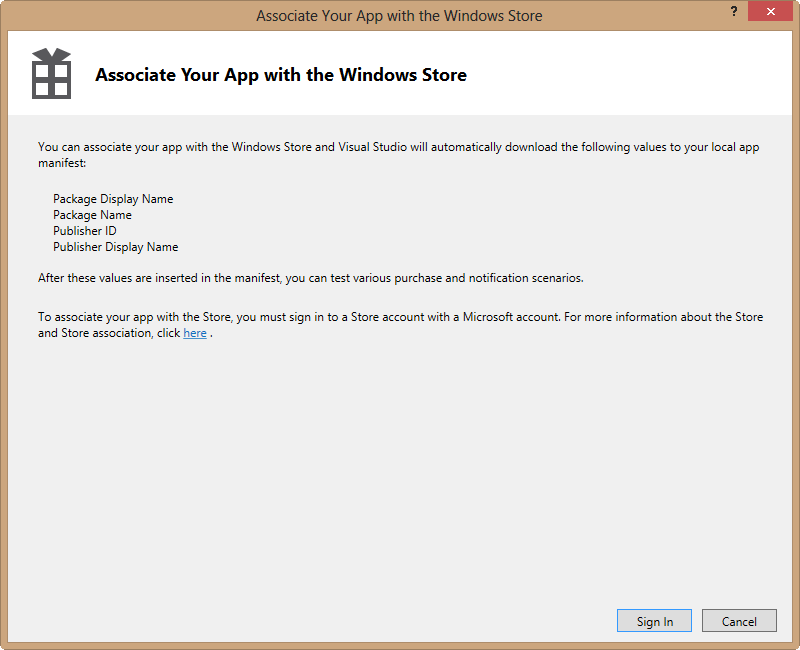 Associate Your App with the Windows Store
?
Associate Your App with the Windows Store
You can associate your app with the Windows Store and Visual Studio will automatically download the following values to your local app
manifest:
Package Display Name
Package Name
Publisher ID
Publisher Display Name
After these values are inserted in the manifest, you can test various purchase and notification scenarios.
To associate your app with the Store, you must sign in to a Store account with a Microsoft account. For more information about the Store
and Store association, click here .
Sign In
Cancel